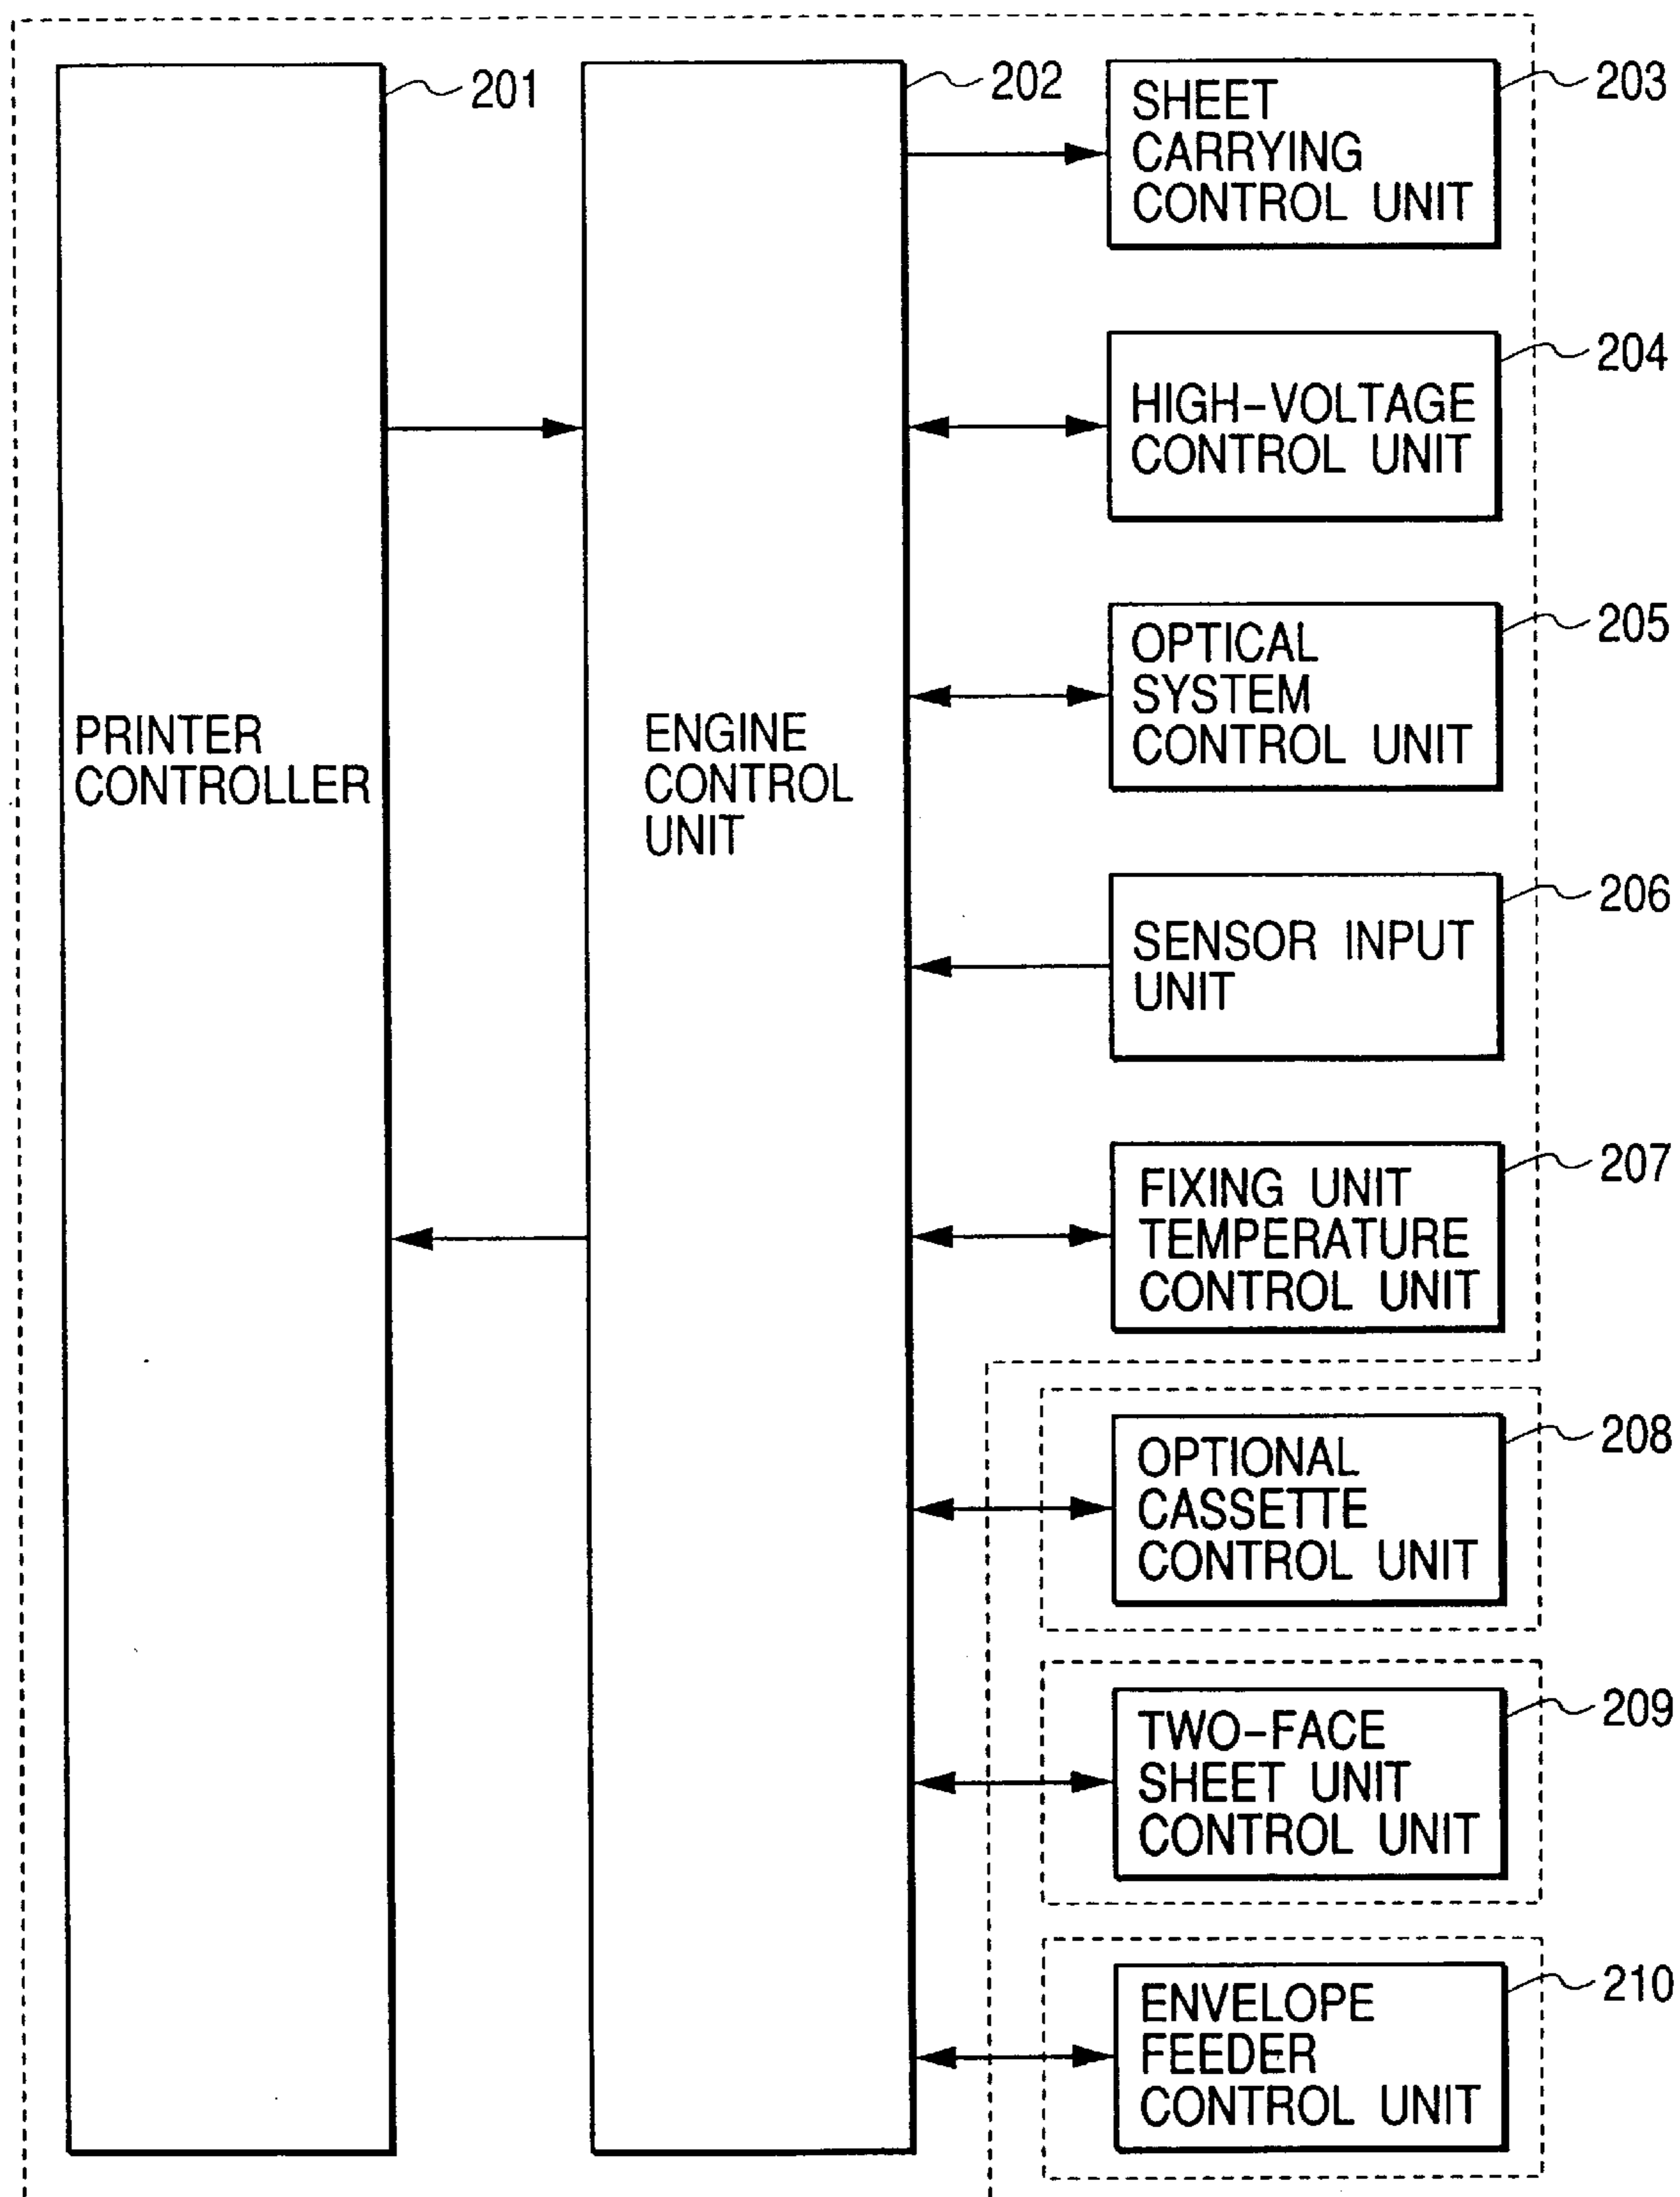 201
PRINTER
CONTROLLER
202
ENGINE
CONTROL
UNIT
203
SHEET
CARRYING
CONTROL UNIT
204
HIGH-VOLTAGE
CONTROL UNIT
205
OPTICAL
SYSTEM
CONTROL UNIT
206
SENSOR INPUT
UNIT
207
FIXING UNIT
TEMPERATURE
CONTROL UNIT
208
OPTIONAL
CASSETTE
CONTROL UNIT
209
TWO-FACE
SHEET UNIT
CONTROL UNIT
210
ENVELOPE
FEEDER
CONTROL UNIT